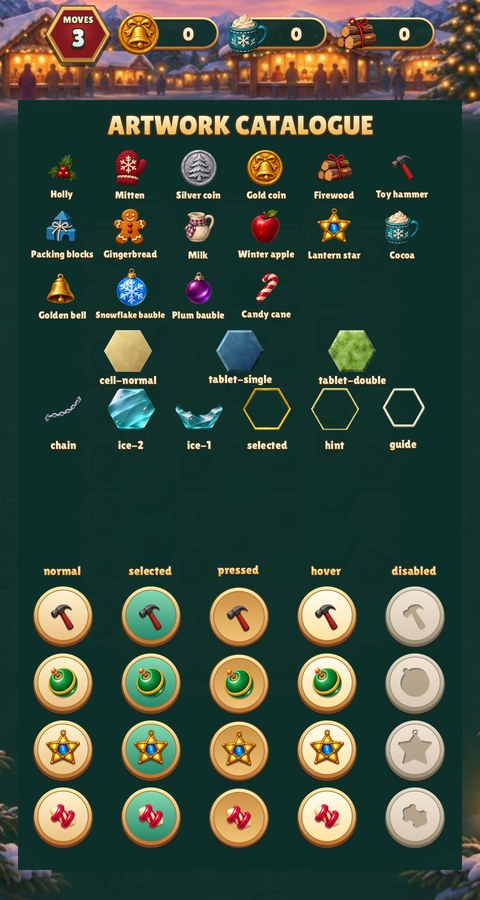 MOVES
3
0
0
0
ARTWORK CATALOGUE
Holly
Mitten
Silver coin
Gold coin
Firewood
Toy hammer
Packing blocks
Gingerbread
Milk
Winter apple
Lantern star
Cocoa
Golden bell
Snowflake bauble
Plum bauble
Candy cane
cell-normal
tablet-single
tablet-double
chain
ice-2
ice-1
selected
hint
guide
normal
selected
pressed
hover
disabled